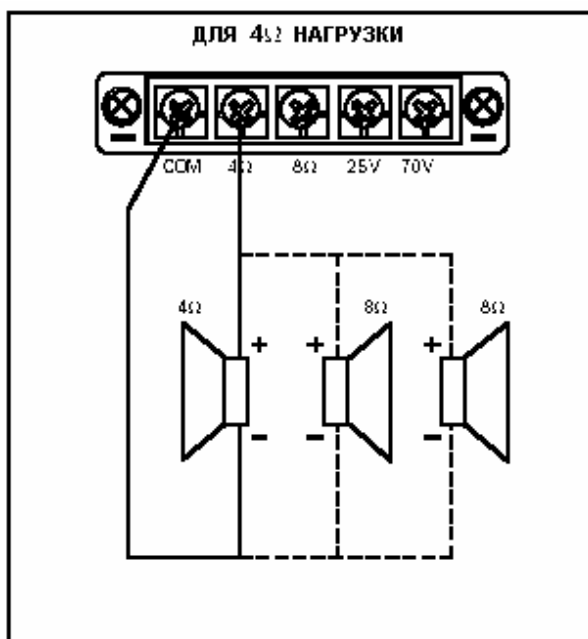 ДЛЯ 4Ω НАГРУЗКИ
COM 4Ω 8Ω 25V 70V
4Ω 8Ω 8Ω
+ + +
- - -